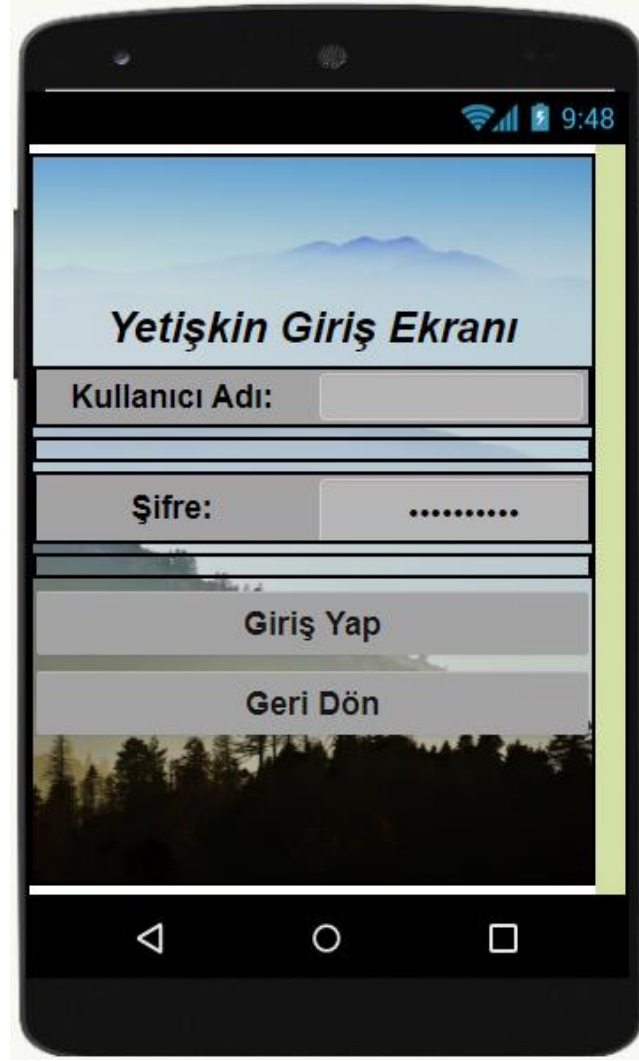 9:48
Yetişkin Giriş Ekranı
Kullanıcı Adı:
Şifre: ••••••••••
Giriş Yap
Geri Dön